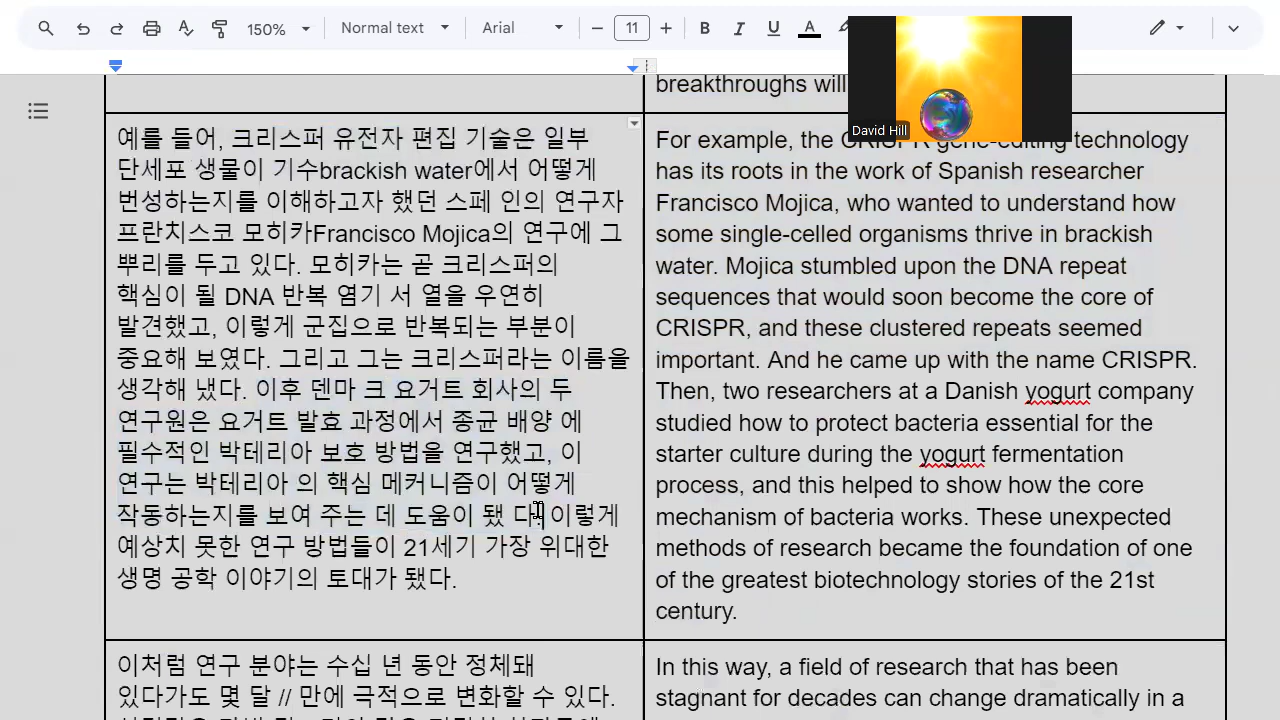 150%
Normal text
Arial
11
B
I
U
A
David Hill
breakthroughs will
예를 들어, 크리스퍼 유전자 편집 기술은 일부
단세포 생물이 기수brackish water에서 어떻게
번성하는지를 이해하고자 했던 스페 인의 연구자
프란치스코 모히카Francisco Mojica의 연구에 그
뿌리를 두고 있다. 모히카는 곧 크리스퍼의
핵심이 될 DNA 반복 염기 서 열을 우연히
발견했고, 이렇게 군집으로 반복되는 부분이
중요해 보였다. 그리고 그는 크리스퍼라는 이름을
생각해 냈다. 이후 덴마 크 요거트 회사의 두
연구원은 요거트 발효 과정에서 종균 배양 에
필수적인 박테리아 보호 방법을 연구했고, 이
연구는 박테리아 의 핵심 메커니즘이 어떻게
작동하는지를 보여 주는 데 도움이 됐 다. 이렇게
예상치 못한 연구 방법들이 21세기 가장 위대한
생명 공학 이야기의 토대가 됐다.
For example, the CRISPR gene-editing technology
has its roots in the work of Spanish researcher
Francisco Mojica, who wanted to understand how
some single-celled organisms thrive in brackish
water. Mojica stumbled upon the DNA repeat
sequences that would soon become the core of
CRISPR, and these clustered repeats seemed
important. And he came up with the name CRISPR.
Then, two researchers at a Danish yogurt company
studied how to protect bacteria essential for the
starter culture during the yogurt fermentation
process, and this helped to show how the core
mechanism of bacteria works. These unexpected
methods of research became the foundation of one
of the greatest biotechnology stories of the 21st
century.
이처럼 연구 분야는 수십 년 동안 정체돼
있다가도 몇 달 // 만에 극적으로 변화할 수 있다.
In this way, a field of research that has been
stagnant for decades can change dramatically in a